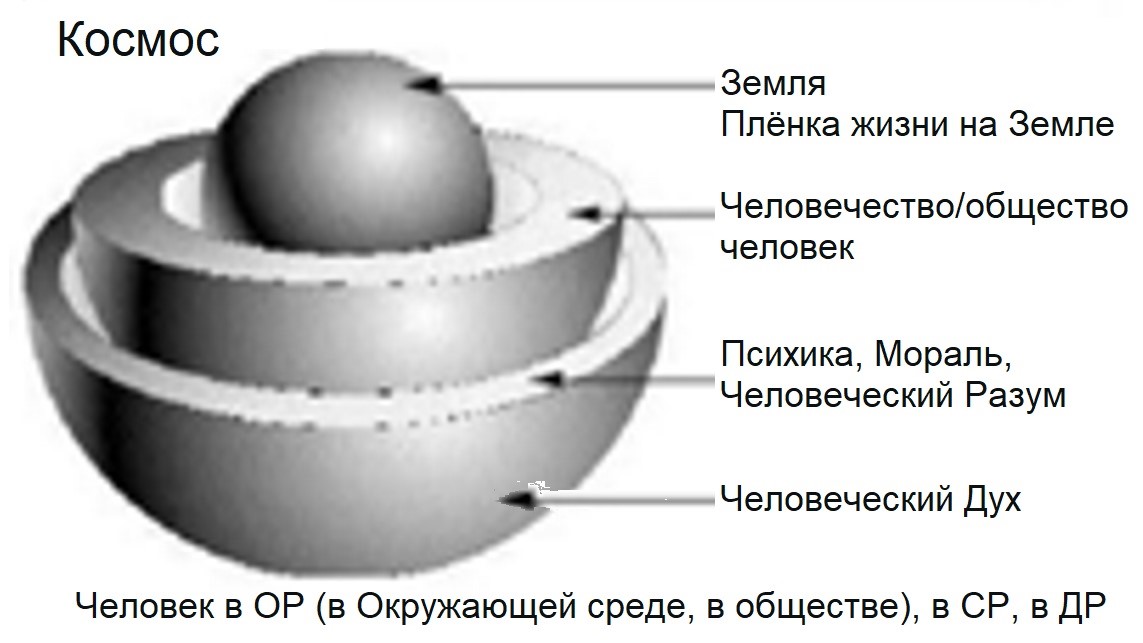 Космос
Земля
Плёнка жизни на Земле
Человечество/общество
человек
Психика, Мораль,
Человеческий Разум
Человеческий Дух
Человек в ОР (в Окружающей среде, в обществе), в СР, в ДР